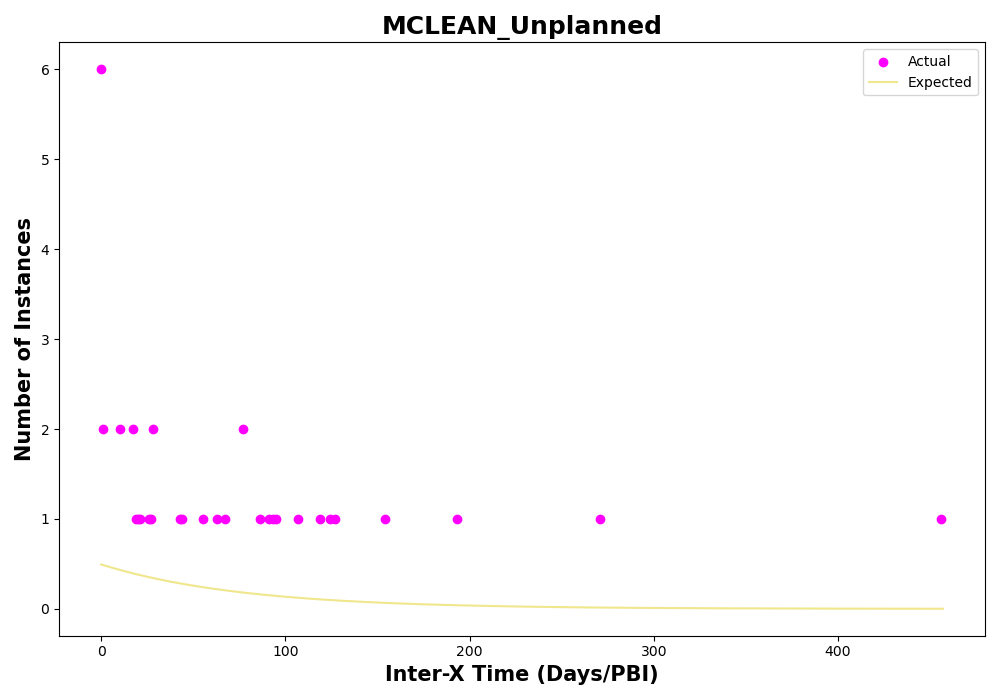 MCLEAN_Unplanned
Actual
Expected
Number of Instances
6
5
4
3
2
1
0
0
100
200
300
400
Inter-X Time (Days/PBI)